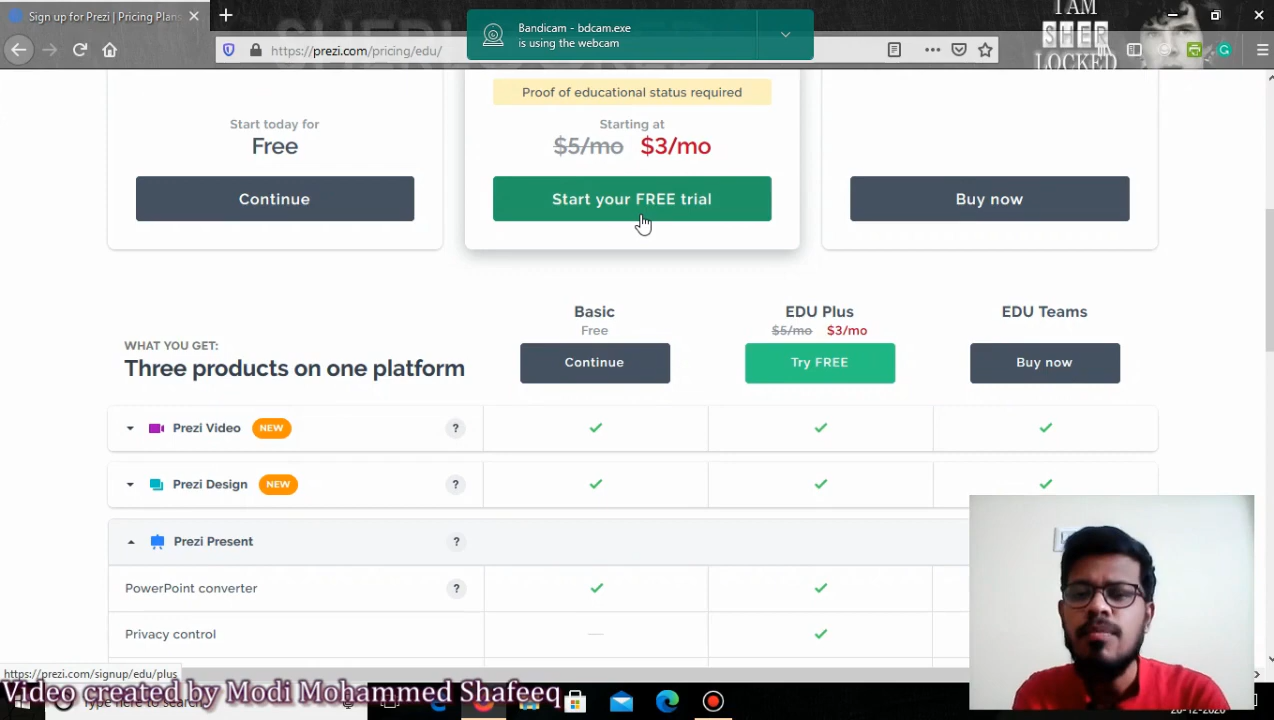 Sign up for Prezi | Pricing Plans
Bandicam - bdcam.exe
is using the webcam
I AM
SHER
LOCKED
https://prezi.com/pricing/edu/
Proof of educational status required
Start today for
Free
Continue
Starting at
$5/mo $3/mo
Start your FREE trial
Buy now
Basic
Free
Continue
EDU Plus
$5/mo $3/mo
Try FREE
EDU Teams
Buy now
WHAT YOU GET:
Three products on one platform
Prezi Video NEW ?
Prezi Design NEW ?
Prezi Present ?
PowerPoint converter ?
Privacy control
https://prezi.com/signup/edu/plus
Video created by Modi Mohammed Shafeeq
Type here to search